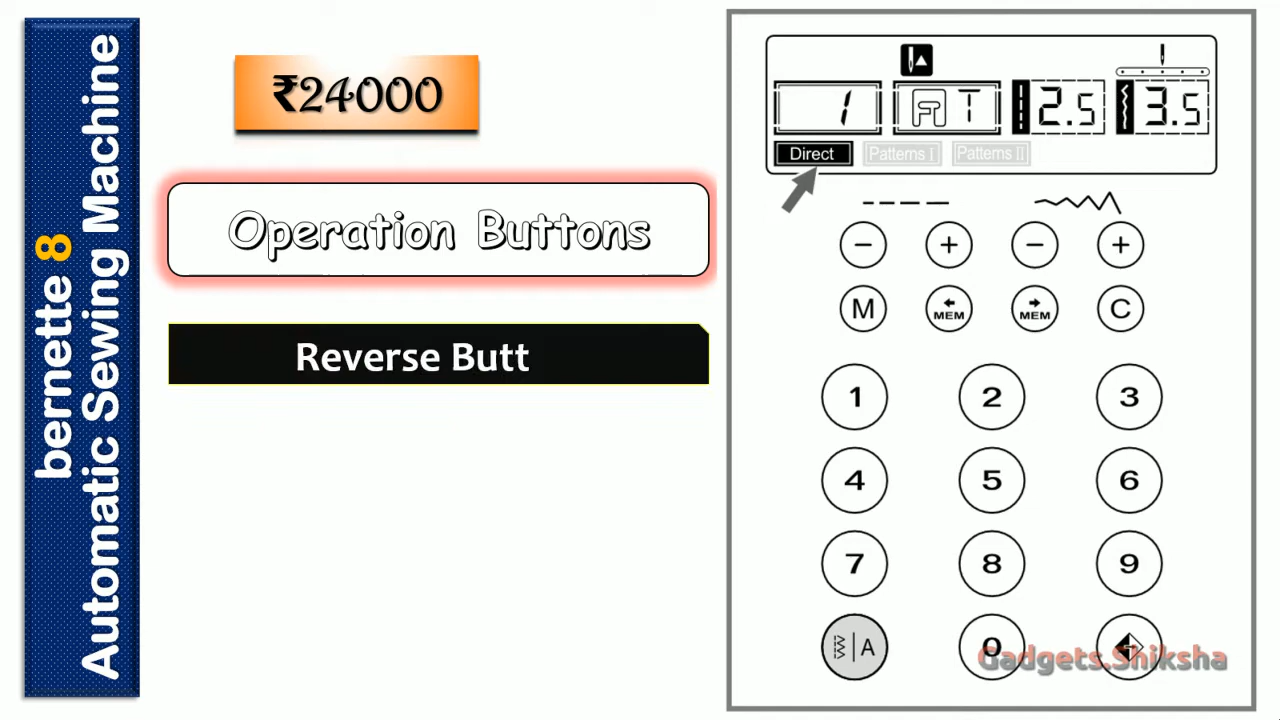 bernette 8
Automatic Sewing Machine
₹24000
Operation Buttons
Reverse Butt
1 F1 T 2.5 3.5
Direct Patterns I Patterns II
− + − +
M MEM MEM C
1 2 3
4 5 6
7 8 9
A 0
Gadgets.Shiksha